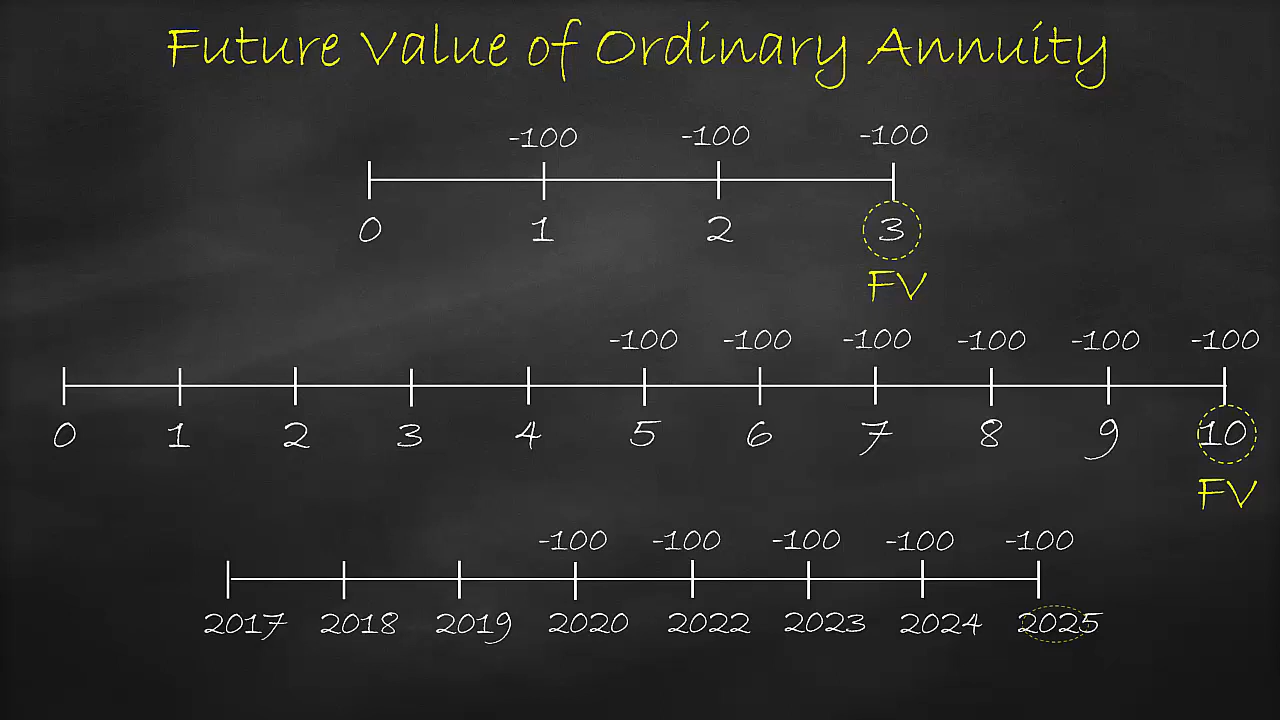 Future Value of Ordinary Annuity
-100 -100 -100
0 1 2 3
FV
-100 -100 -100 -100 -100 -100
0 1 2 3 4 5 6 7 8 9 10
FV
-100 -100 -100 -100 -100
2017 2018 2019 2020 2022 2023 2024 2025